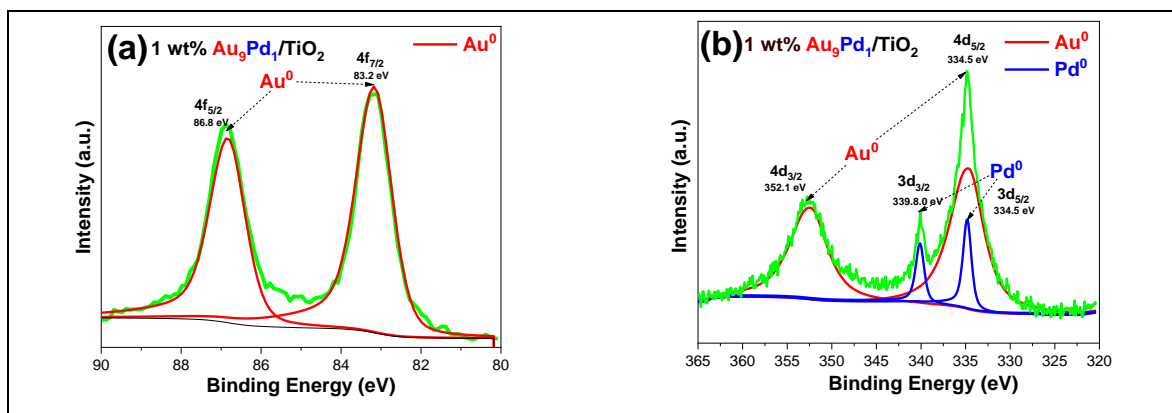 (a) 1 wt% Au9Pd1/TiO2
Au0
4f7/2
83.2 eV
Au0
4f5/2
86.8 eV
Intensity (a.u.)
90 88 86 84 82 80
Binding Energy (eV)
(b) 1 wt% Au9Pd1/TiO2
4d5/2
334.5 eV
Au0
Pd0
Au0
4d3/2
352.1 eV
Pd0
3d3/2
339.8.0 eV
3d5/2
334.5 eV
Intensity (a.u.)
365 360 355 350 345 340 335 330 325 320
Binding Energy (eV)